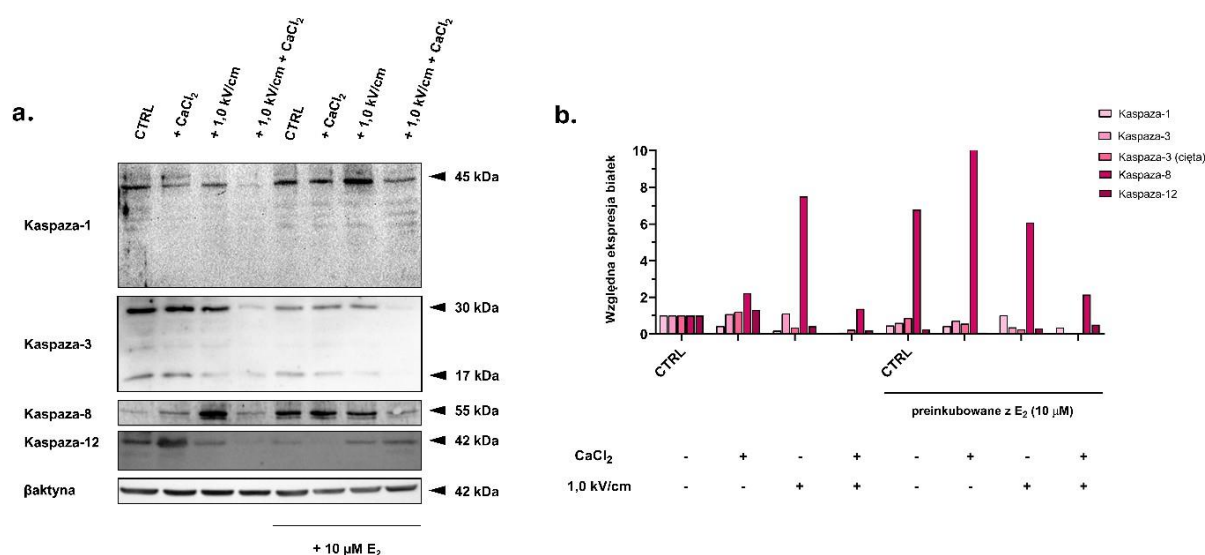 a.
CTRL
+ CaCl₂
+ 1,0 kV/cm
+ 1,0 kV/cm + CaCl₂
CTRL
+ CaCl₂
+ 1,0 kV/cm
+ 1,0 kV/cm + CaCl₂
Kaspaza-1
45 kDa
Kaspaza-3
30 kDa
17 kDa
Kaspaza-8
55 kDa
Kaspaza-12
42 kDa
βaktyna
42 kDa
+ 10 μM E₂
b.
Kaspaza-1
Kaspaza-3
Kaspaza-3 (cięta)
Kaspaza-8
Kaspaza-12
Względna ekspresja białek
10
8
6
4
2
0
CTRL
CTRL
preinkubowane z E₂ (10 μM)
CaCl₂ - + - + - + - +
1,0 kV/cm - - + + - - + +